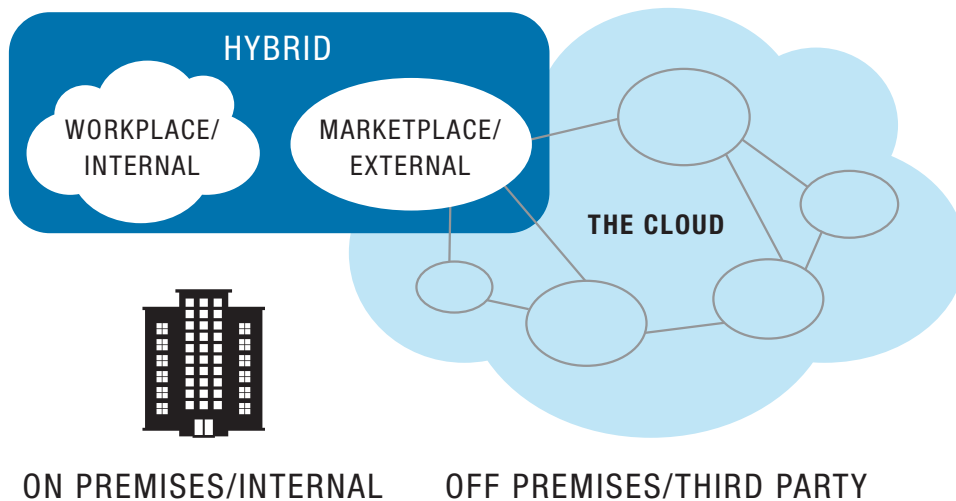 HYBRID
WORKPLACE/
INTERNAL
MARKETPLACE/
EXTERNAL
THE CLOUD
ON PREMISES/INTERNAL
OFF PREMISES/THIRD PARTY